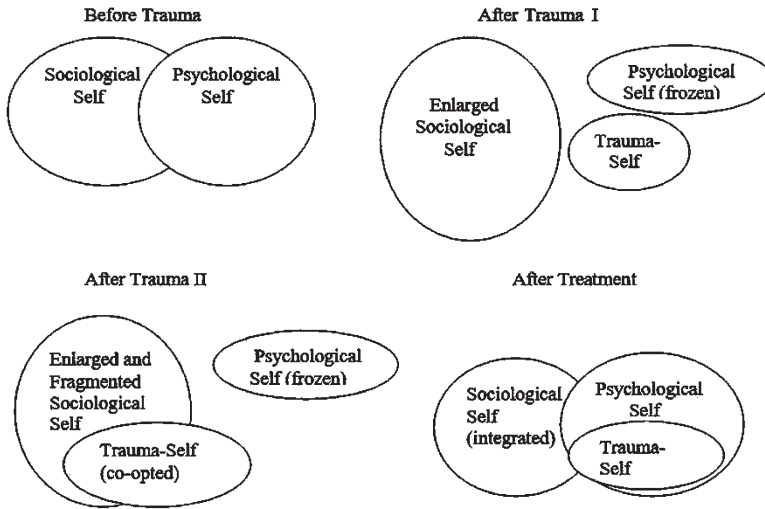 Before Trauma
Sociological
Self
Psychological
Self
After Trauma I
Enlarged
Sociological
Self
Psychological
Self (frozen)
Trauma-
Self
After Trauma II
Enlarged and
Fragmented
Sociological
Self
Trauma-Self
(co-opted)
Psychological
Self (frozen)
After Treatment
Sociological
Self
(integrated)
Psychological
Self
Trauma-
Self